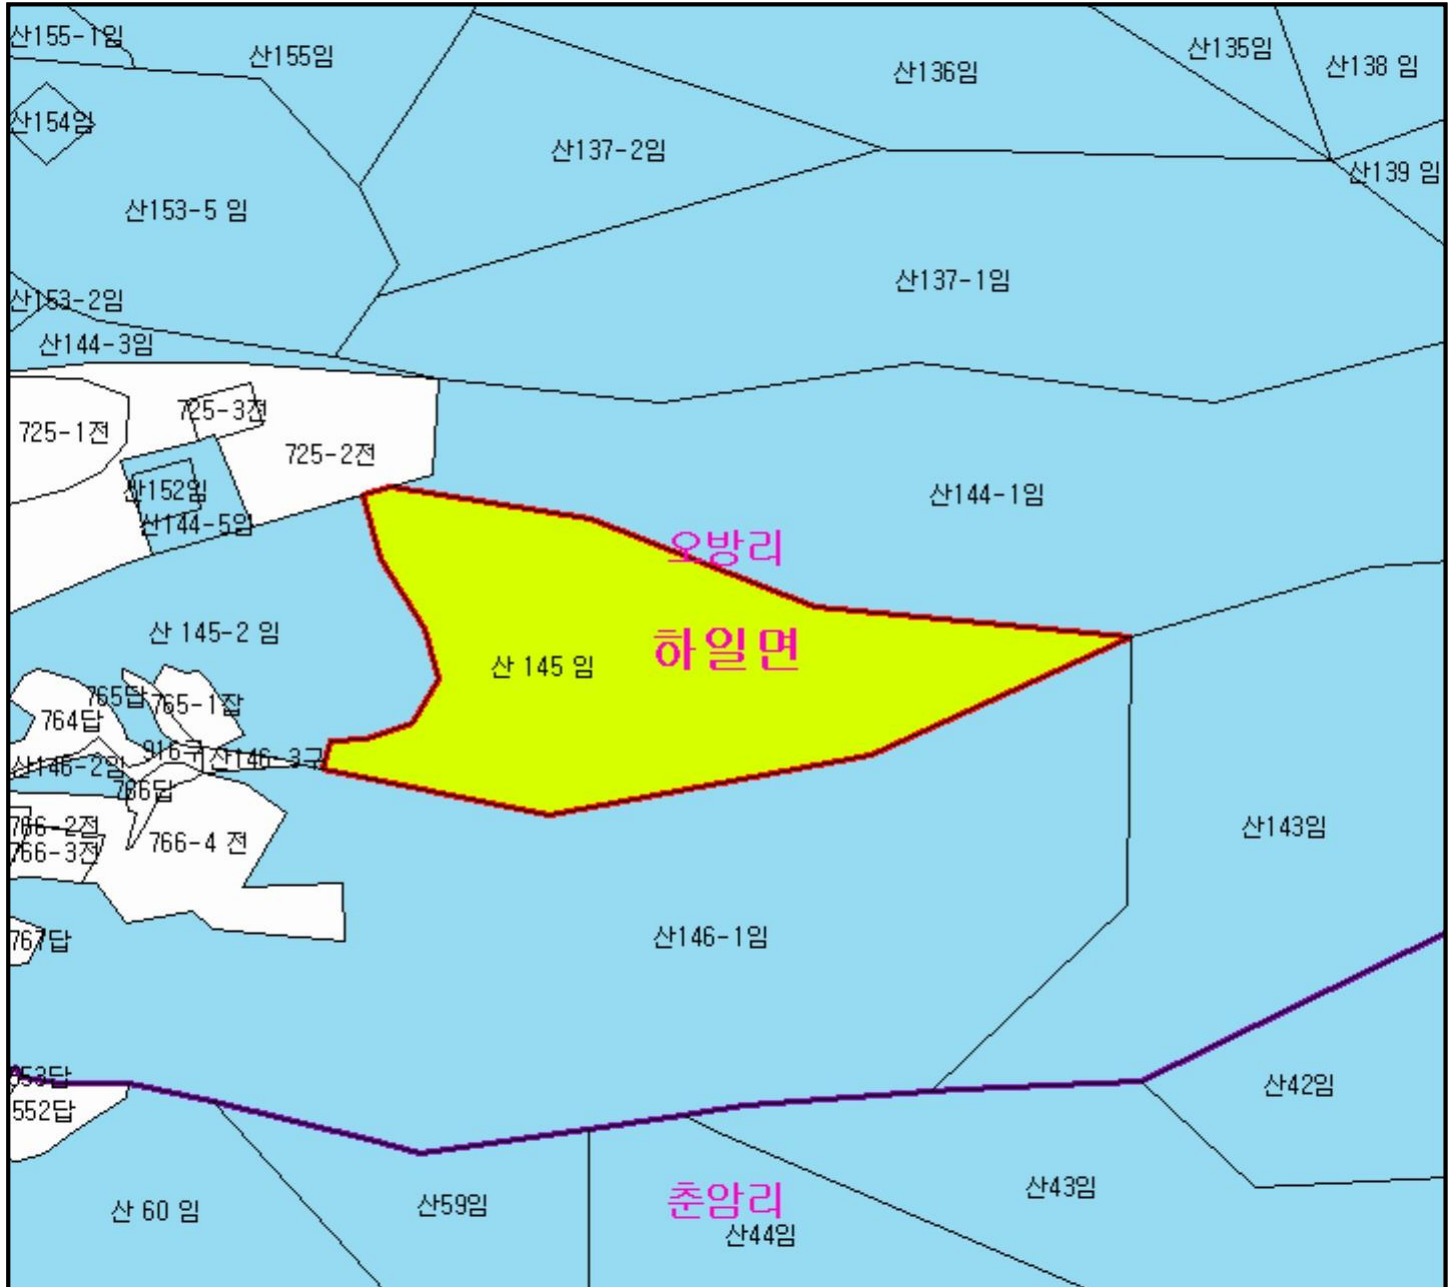 산155-1임
산155임
산135임
산138 임
산136임
산154임
산137-2임
산139 임
산153-5 임
산137-1임
산153-2임
산144-3임
725-3전
725-1전
725-2전
산152임
산144-1임
산144-5임
오방리
산 145-2 임
하일면
산 145 임
765답
765-1잡
764답
916구
산146-3구
산146-2임
766답
766-2전
산143임
766-4 전
766-3전
산146-1임
767답
553답
산42임
552답
산43임
춘암리
산59임
산 60 임
산44임